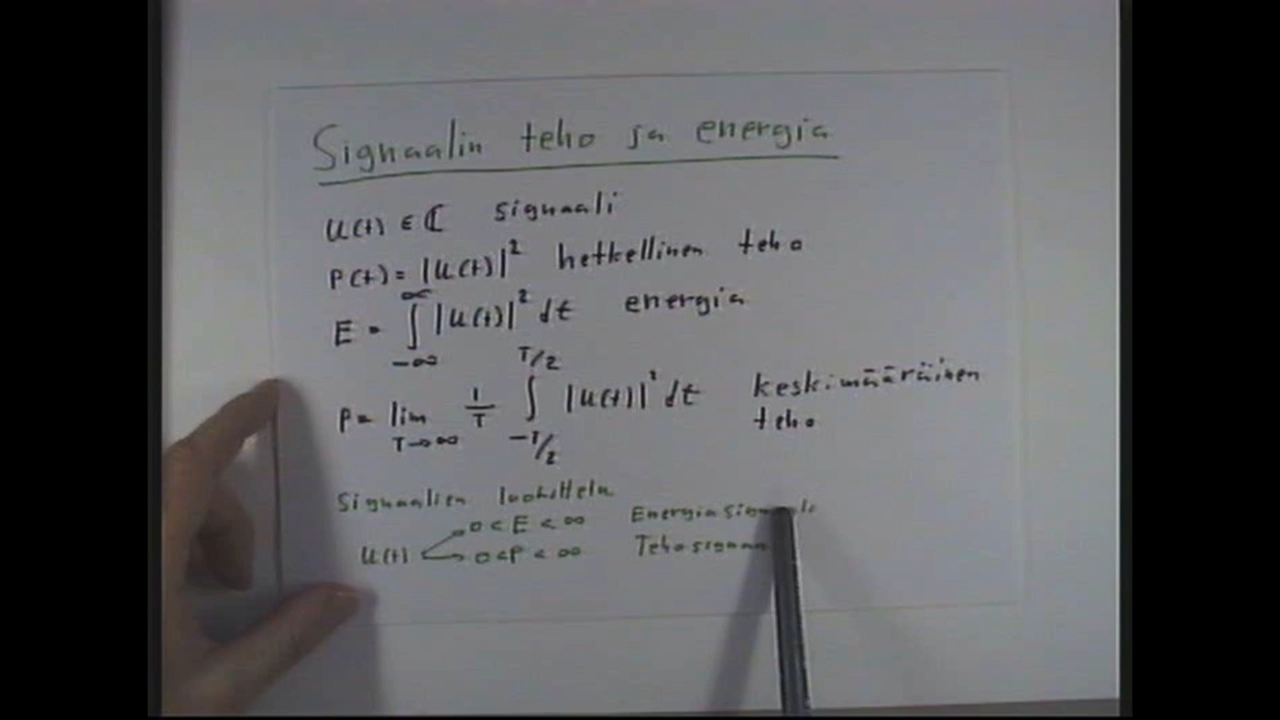 Signaalin teho ja energia
u(t) ∈ ℂ signaali
P(t) = |u(t)|² hetkellinen teho
E = ∫_{-∞}^{∞} |u(t)|² dt energia
P = lim_{T→∞} 1/T ∫_{-T/2}^{T/2} |u(t)|² dt keskimääräinen
teho
Signaalien luokittelu
0 < E < ∞
u(t) 0 < P < ∞